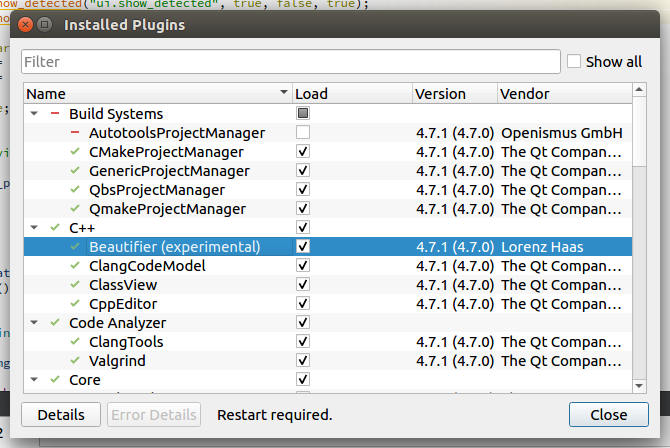 how_detected("ui.show_detected", true, false, true);
Installed Plugins
Filter
Show all
Name Load Version Vendor
Build Systems
AutotoolsProjectManager 4.7.1 (4.7.0) Openismus GmbH
CMakeProjectManager 4.7.1 (4.7.0) The Qt Compan...
GenericProjectManager 4.7.1 (4.7.0) The Qt Compan...
QbsProjectManager 4.7.1 (4.7.0) The Qt Compan...
QmakeProjectManager 4.7.1 (4.7.0) The Qt Compan...
C++
Beautifier (experimental) 4.7.1 (4.7.0) Lorenz Haas
ClangCodeModel 4.7.1 (4.7.0) The Qt Compan...
ClassView 4.7.1 (4.7.0) The Qt Compan...
CppEditor 4.7.1 (4.7.0) The Qt Compan...
Code Analyzer
ClangTools 4.7.1 (4.7.0) The Qt Compan...
Valgrind 4.7.1 (4.7.0) The Qt Compan...
Core
Details
Error Details
Restart required.
Close